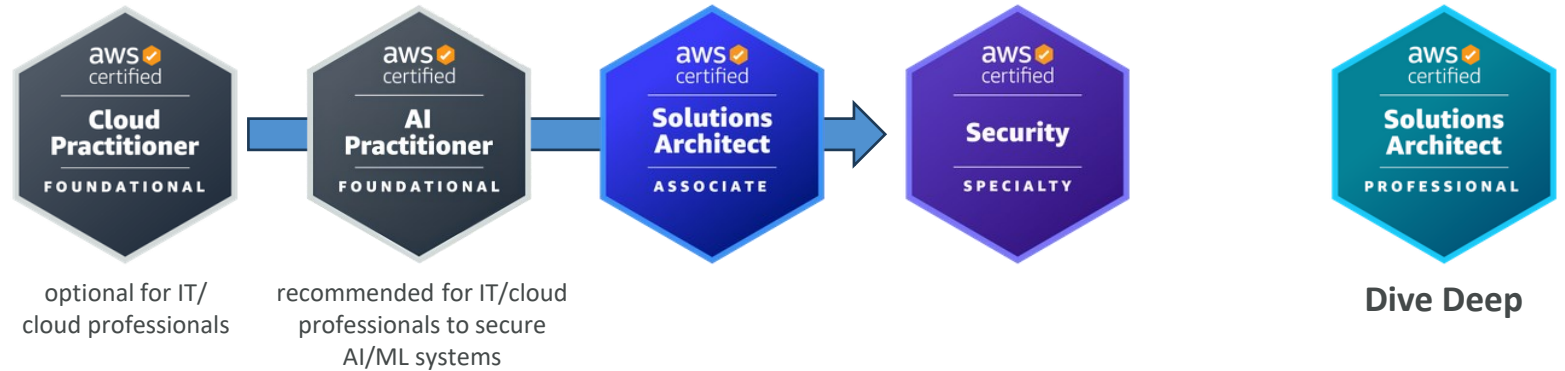 aws
certified
Cloud
Practitioner
FOUNDATIONAL
optional for IT/
cloud professionals
aws
certified
AI
Practitioner
FOUNDATIONAL
recommended for IT/cloud
professionals to secure
AI/ML systems
aws
certified
Solutions
Architect
ASSOCIATE
aws
certified
Security
SPECIALTY
aws
certified
Solutions
Architect
PROFESSIONAL
Dive Deep